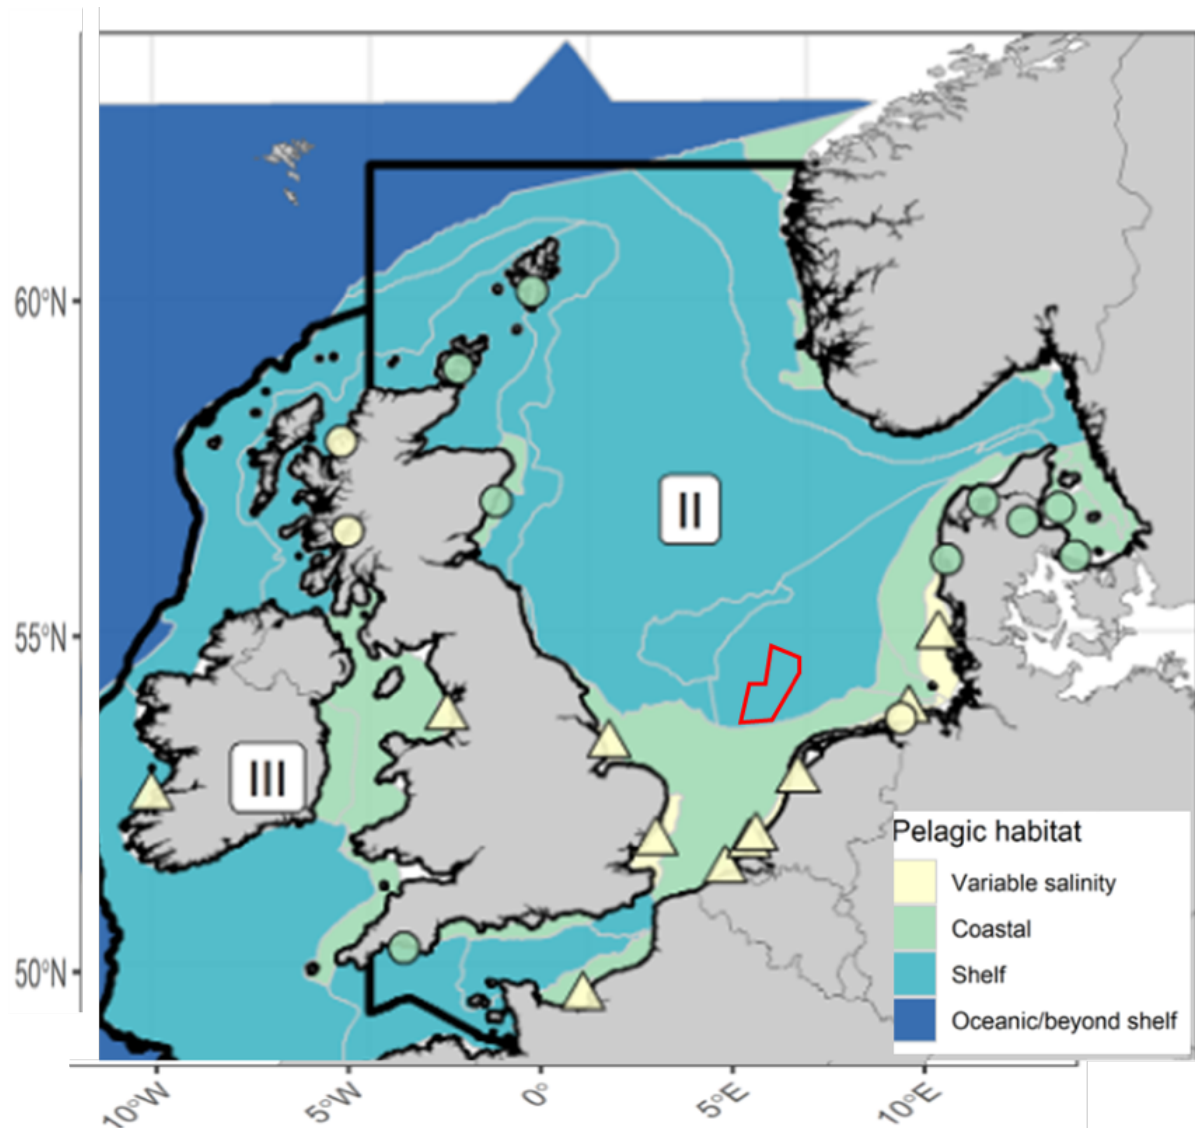 60°N
II
55°N
III
Pelagic habitat
Variable salinity
Coastal
Shelf
50°N
Oceanic/beyond shelf
10°W
5°W
0°
5°E
10°E